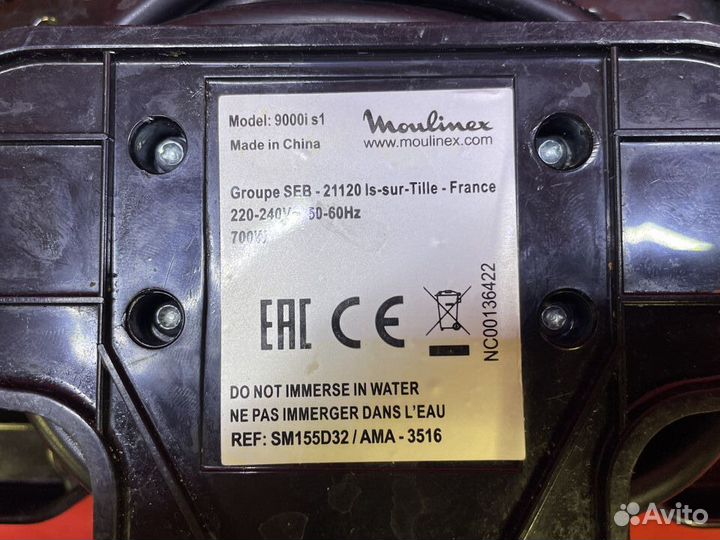 Model: 9000i s1
Moulinex
Made in China
www.moulinex.com
Groupe SEB - 21120 Is-sur-Tille - France
220-240V~ 50-60Hz
700W
EAC CE
NC00136422
DO NOT IMMERSE IN WATER
NE PAS IMMERGER DANS L'EAU
REF: SM155D32 / AMA - 3516
Avito